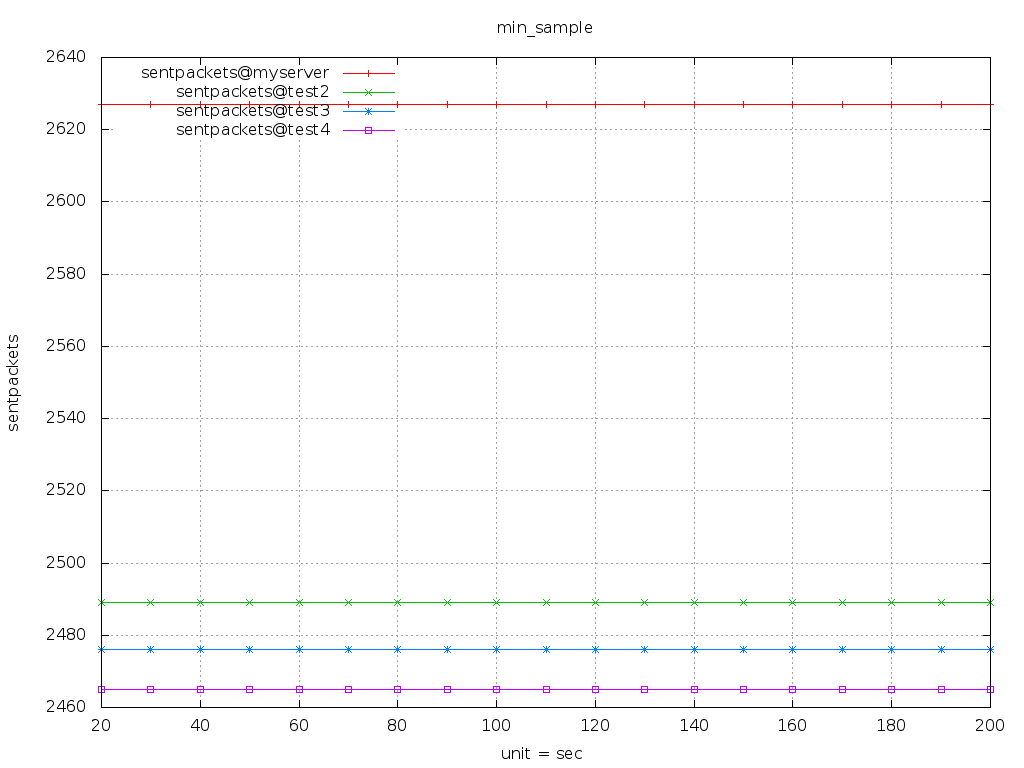 min_sample
2640
sentpackets@myserver
sentpackets@test2
sentpackets@test3
sentpackets@test4
2620
2600
2580
2560
2540
2520
2500
2480
2460
sentpackets
20 40 60 80 100 120 140 160 180 200
unit = sec